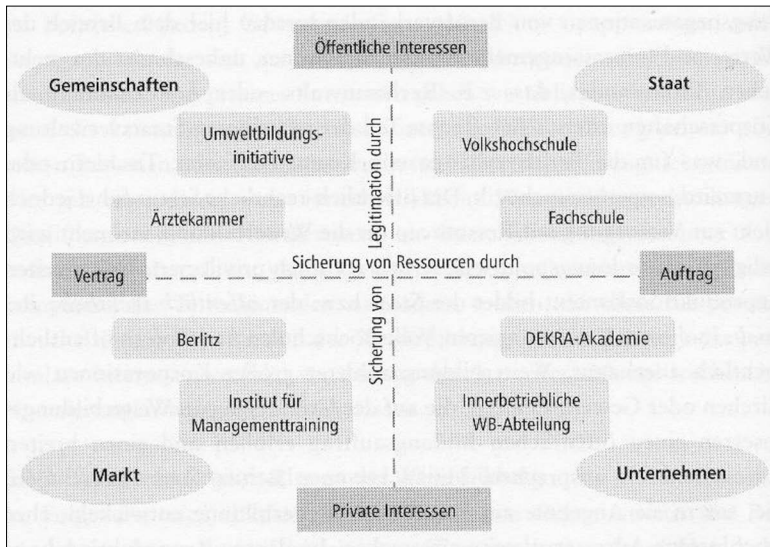 Öffentliche Interessen
Gemeinschaften
Staat
Umweltbildungs-
initiative
Volkshochschule
Legitimation durch
Ärztekammer
Fachschule
Sicherung von Ressourcen durch
Vertrag
Auftrag
Sicherung von
Berlitz
DEKRA-Akademie
Institut für
Managementtraining
Innerbetriebliche
WB-Abteilung
Markt
Unternehmen
Private Interessen